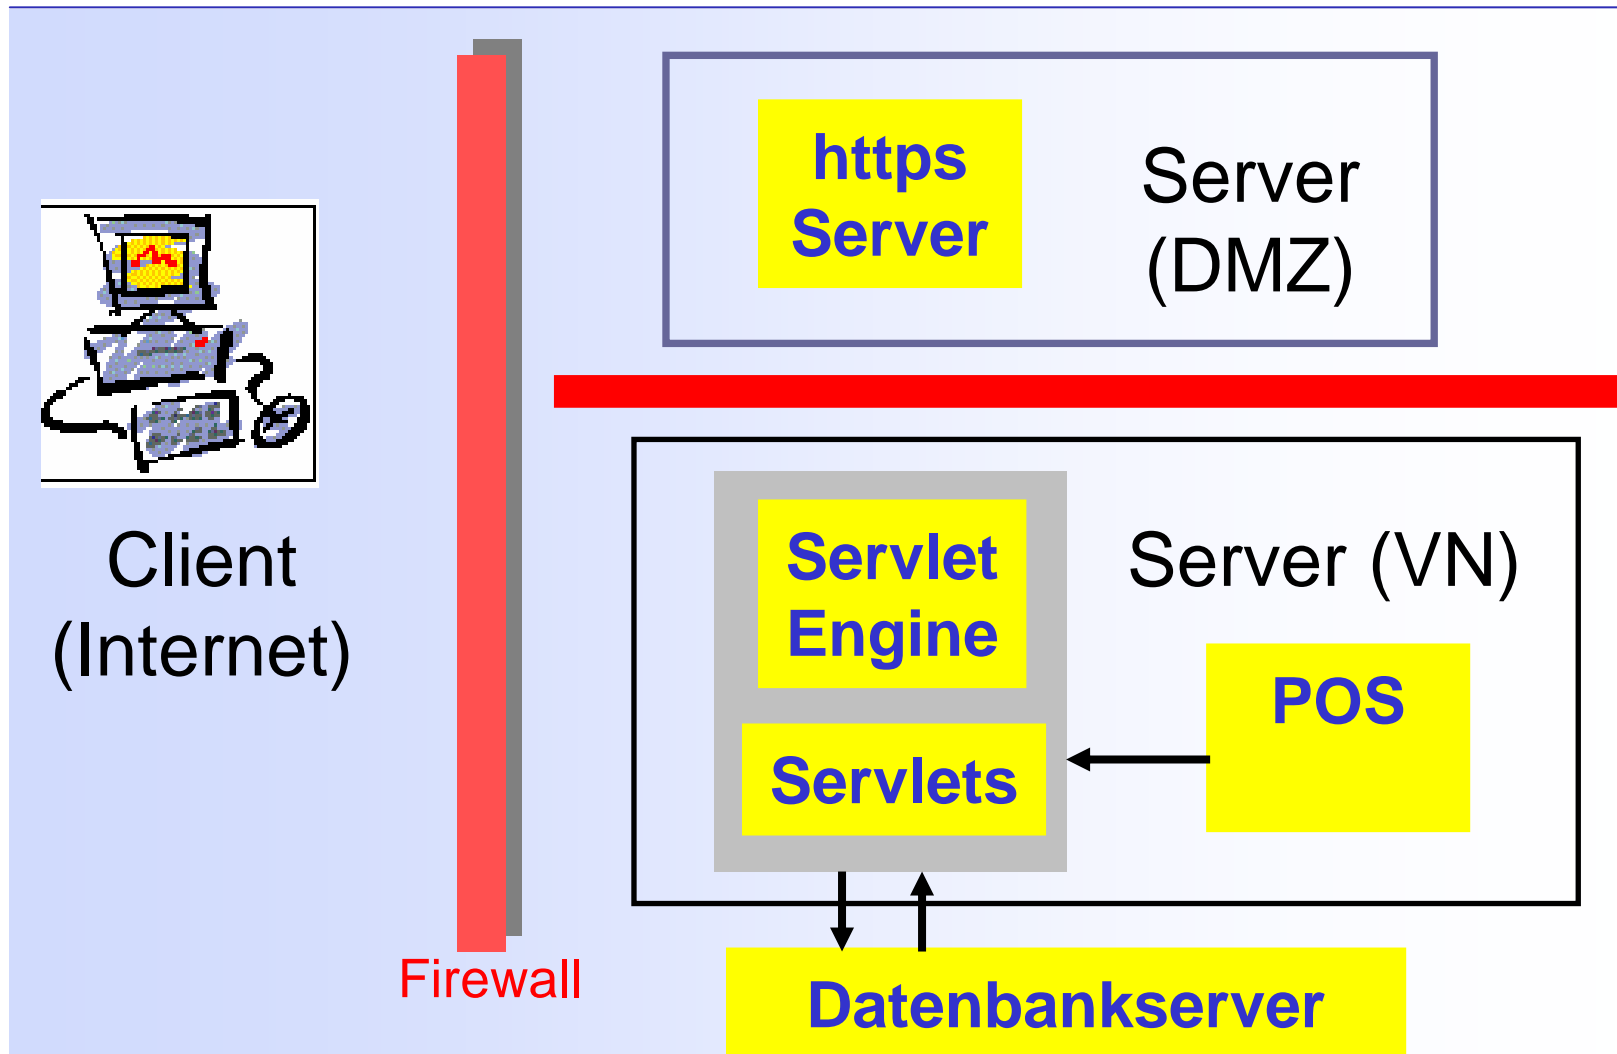 https
Server
Server
(DMZ)
Client
(Internet)
Servlet
Engine
Server (VN)
POS
Servlets
Firewall
Datenbankserver